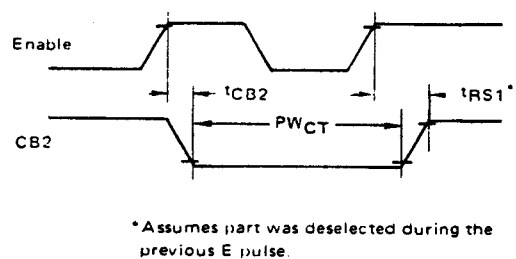 Enable
tCB2
tRS1*
PWCT
CB2
*Assumes part was deselected during the
previous E pulse.